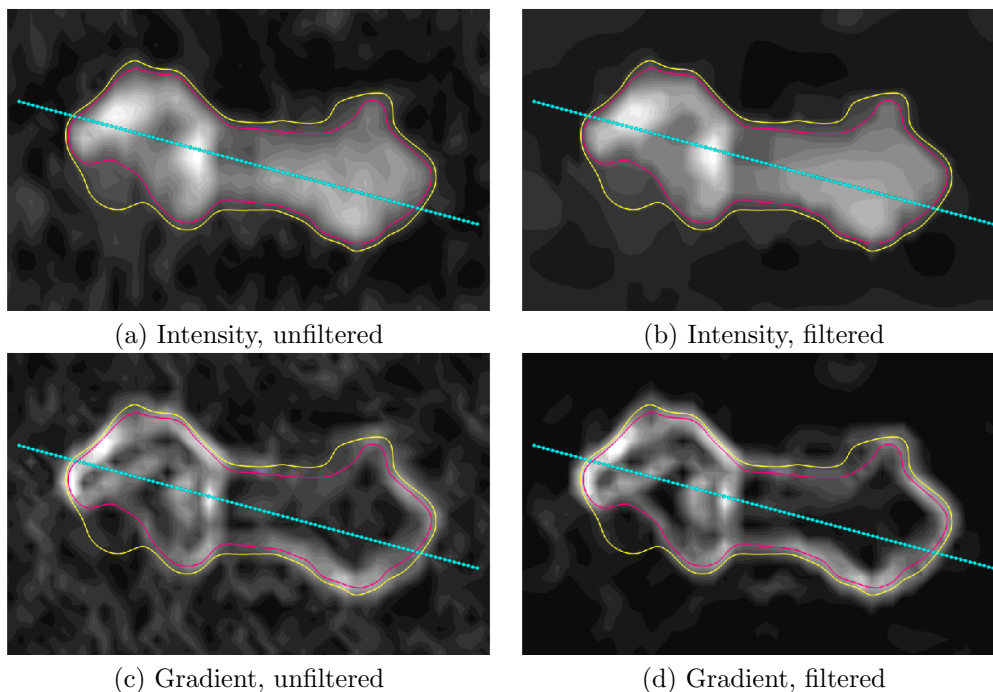 (a) Intensity, unfiltered
(b) Intensity, filtered
(c) Gradient, unfiltered
(d) Gradient, filtered